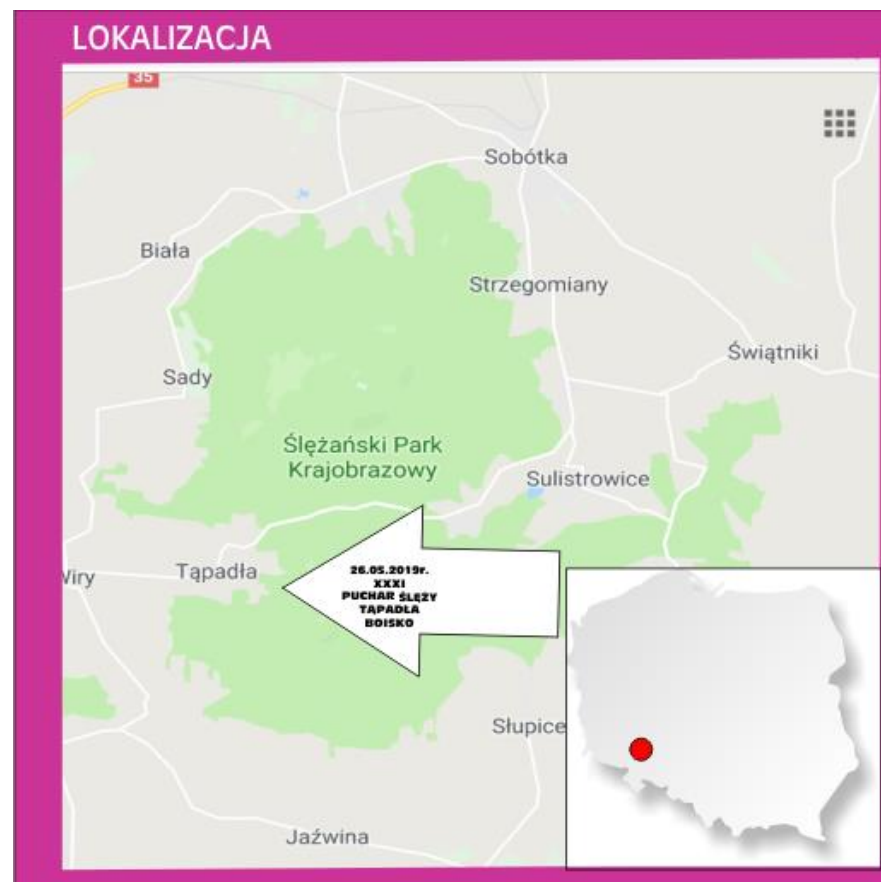 LOKALIZACJA
35
Sobótka
Biała
Strzegomiany
Świątniki
Sady
Ślężański Park
Krajobrazowy
Sulistrowice
Wiry
Tąpadła
26.05.2019r.
XXXI
PUCHAR ŚLĘŻY
TĄPADŁA
BOISKO
Słupice
Jaźwina